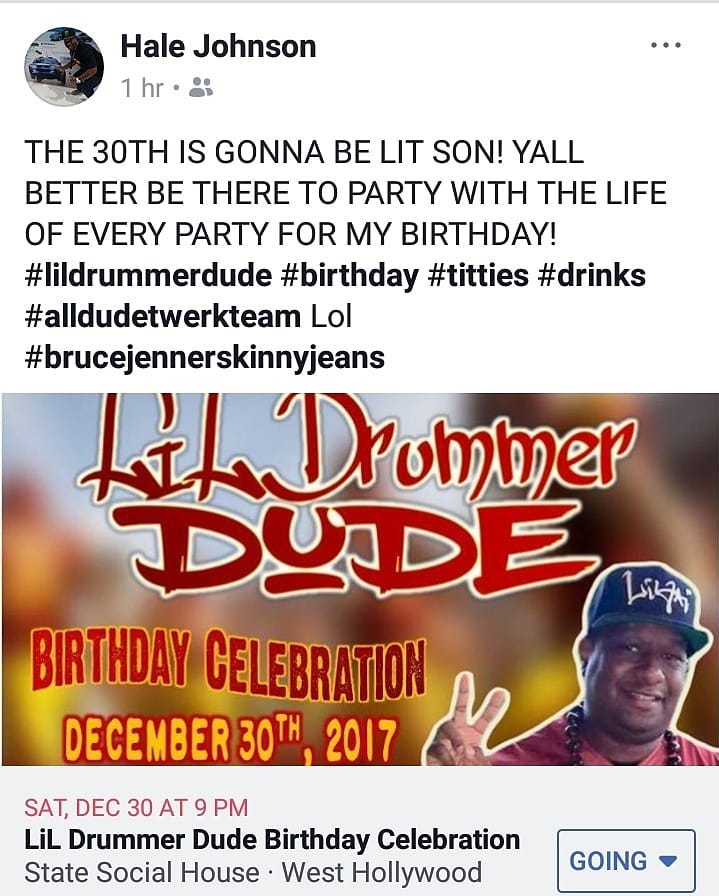 Hale Johnson
1 hr ·
THE 30TH IS GONNA BE LIT SON! YALL
BETTER BE THERE TO PARTY WITH THE LIFE
OF EVERY PARTY FOR MY BIRTHDAY!
#lildrummerdude #birthday #titties #drinks
#alldudetwerkteam Lol
#brucejennerskinnyjeans
LiL Drummer
DUDE
BIRTHDAY CELEBRATION
DECEMBER 30TH, 2017
SAT, DEC 30 AT 9 PM
LiL Drummer Dude Birthday Celebration
State Social House · West Hollywood
GOING